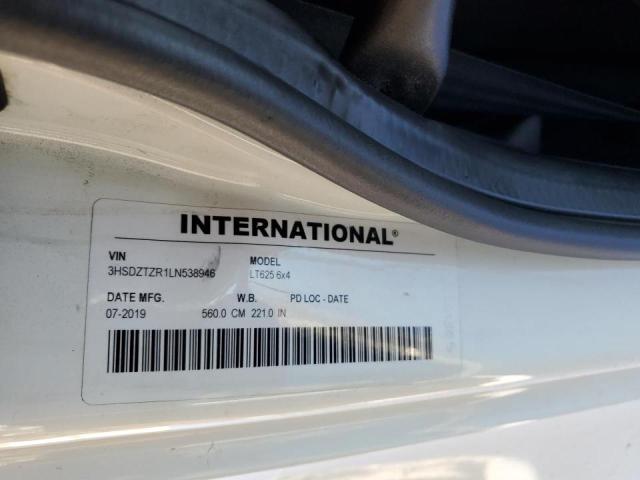 INTERNATIONAL®
VIN MODEL
3HSDZTZR1LN538946 LT625 6x4
DATE MFG. W.B. PD LOC - DATE
07-2019 560.0 CM 221.0 IN